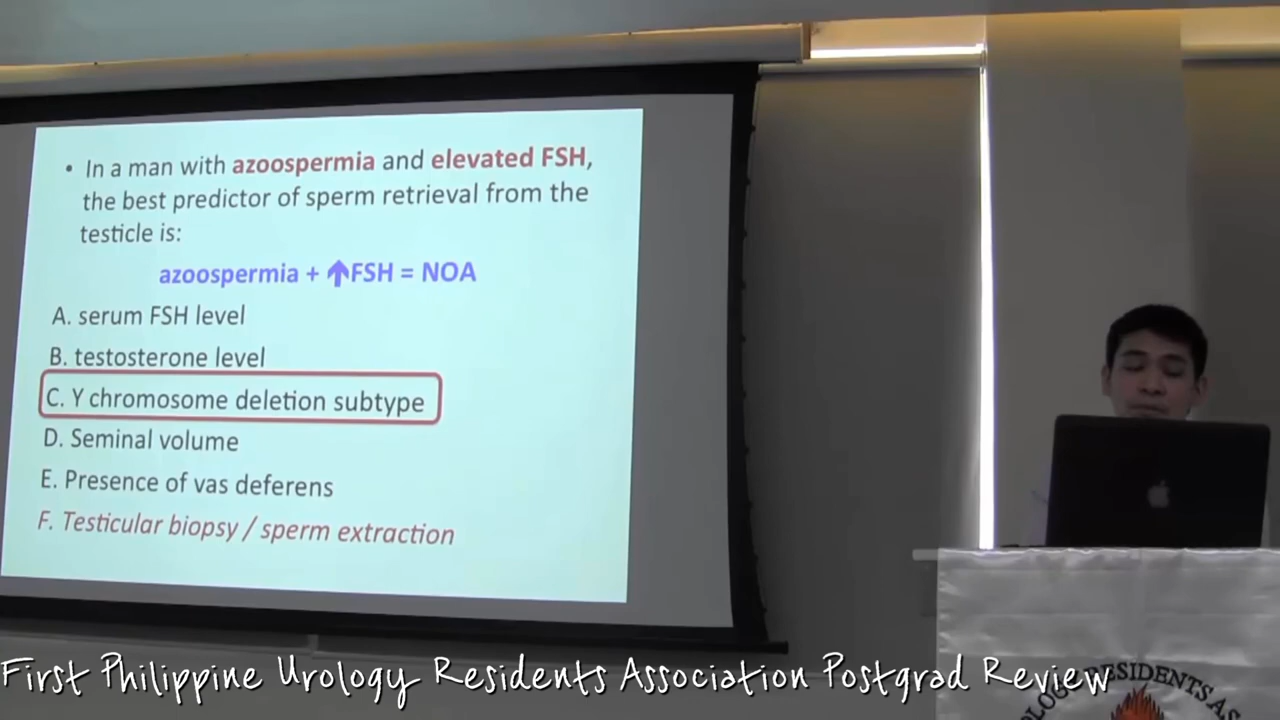 • In a man with azoospermia and elevated FSH,
the best predictor of sperm retrieval from the
testicle is:
azoospermia + ↑FSH = NOA
A. serum FSH level
B. testosterone level
C. Y chromosome deletion subtype
D. Seminal volume
E. Presence of vas deferens
F. Testicular biopsy / sperm extraction
First Philippine Urology Residents Association Postgrad Review
RESIDENTS AS